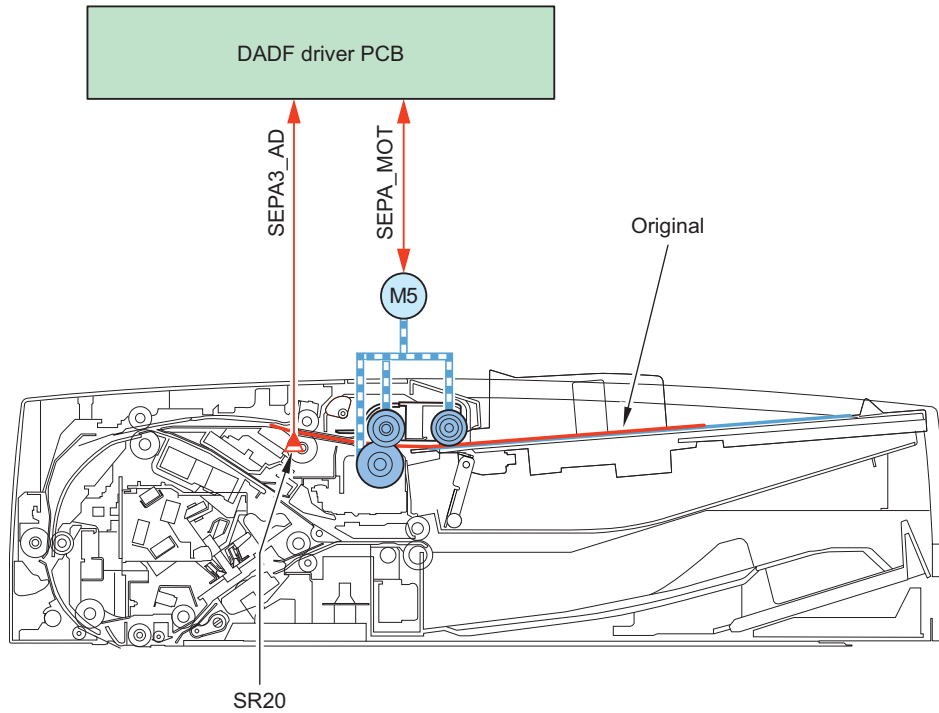 DADF driver PCB
SEPA3_AD
SEPA_MOT
Original
M5
SR20